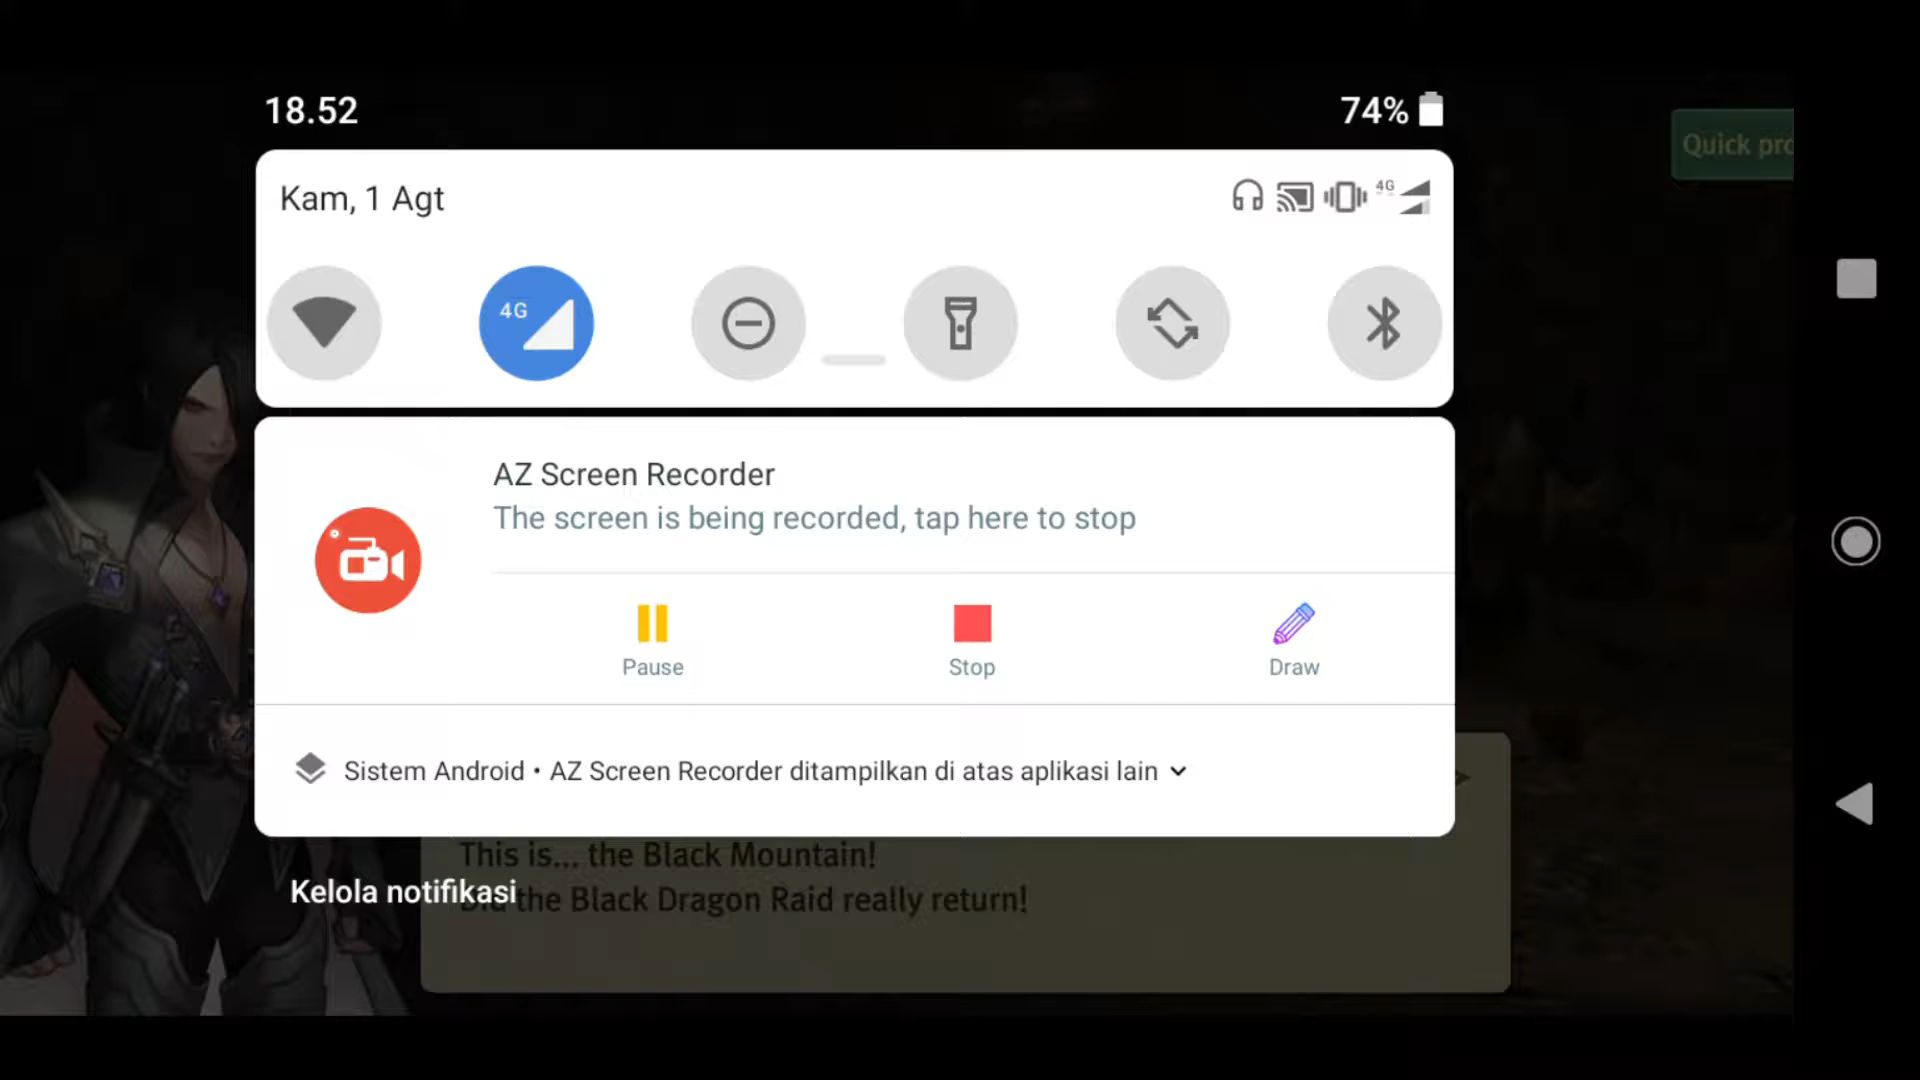 18.52
74%
Quick pro
Kam, 1 Agt
4G
4G
AZ Screen Recorder
The screen is being recorded, tap here to stop
Pause
Stop
Draw
Sistem Android • AZ Screen Recorder ditampilkan di atas aplikasi lain
This is... the Black Mountain!
Kelola notifikasi
Did the Black Dragon Raid really return!